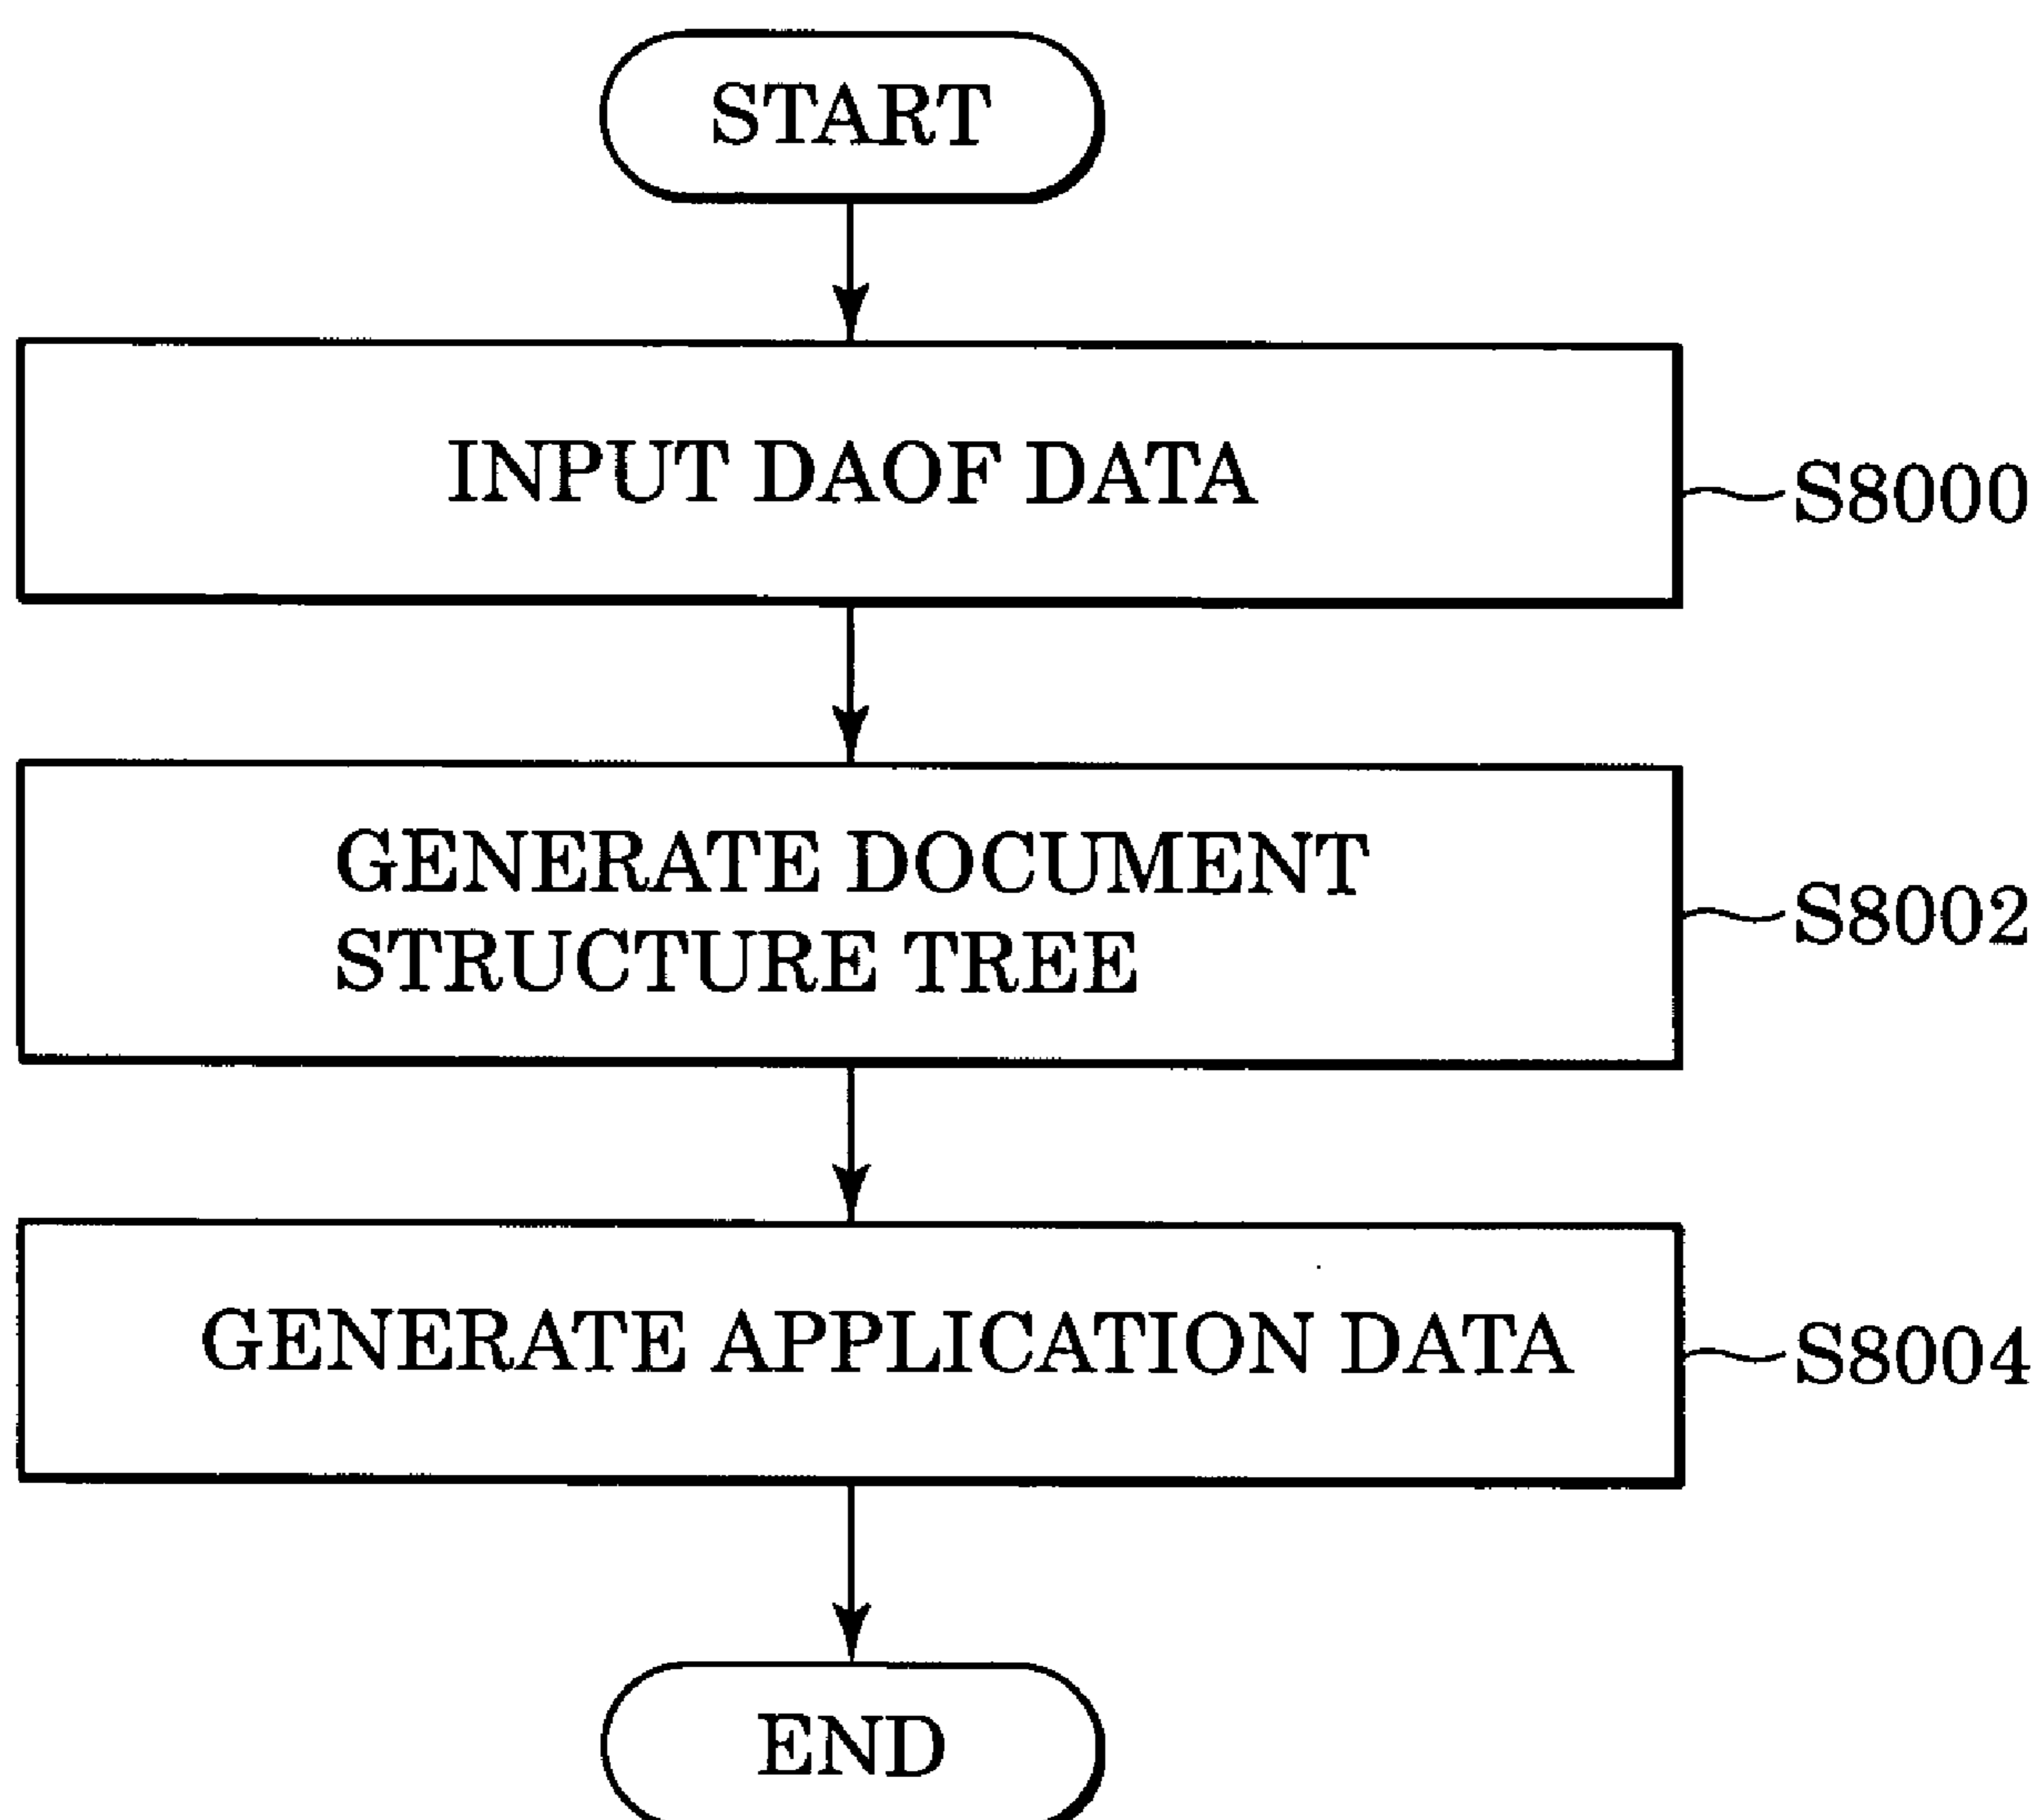 START
INPUT DAOF DATA
S8000
GENERATE DOCUMENT
STRUCTURE TREE
S8002
GENERATE APPLICATION DATA
S8004
END